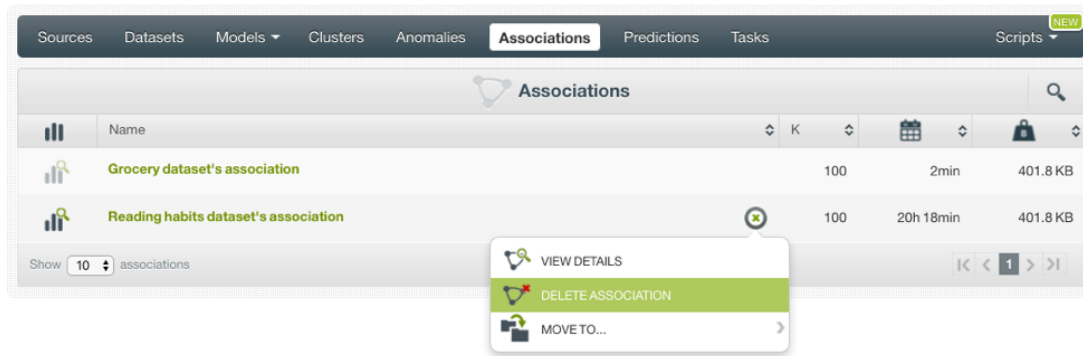 NEW
Sources Datasets Models Clusters Anomalies Associations Predictions Tasks Scripts
Associations
Name K
Grocery dataset's association 100 2min 401.8 KB
Reading habits dataset's association 100 20h 18min 401.8 KB
Show 10 associations 1
VIEW DETAILS
DELETE ASSOCIATION
MOVE TO...